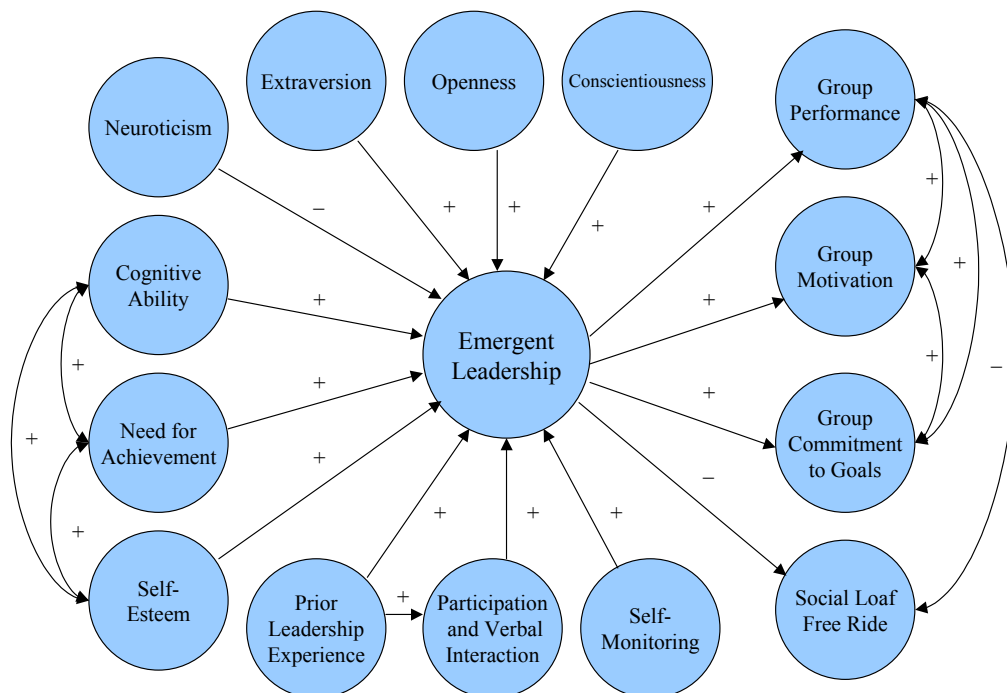 Neuroticism
Extraversion
Openness
Conscientiousness
Group
Performance
–
+
+
+
+
+
+
Cognitive
Ability
+
Emergent
Leadership
+
Group
Motivation
+
+
–
Need for
Achievement
+
+
+
+
Group
Commitment
to Goals
–
+
+
+
+
Self-
Esteem
Prior
Leadership
Experience
+
Participation
and Verbal
Interaction
Self-
Monitoring
Social Loaf
Free Ride